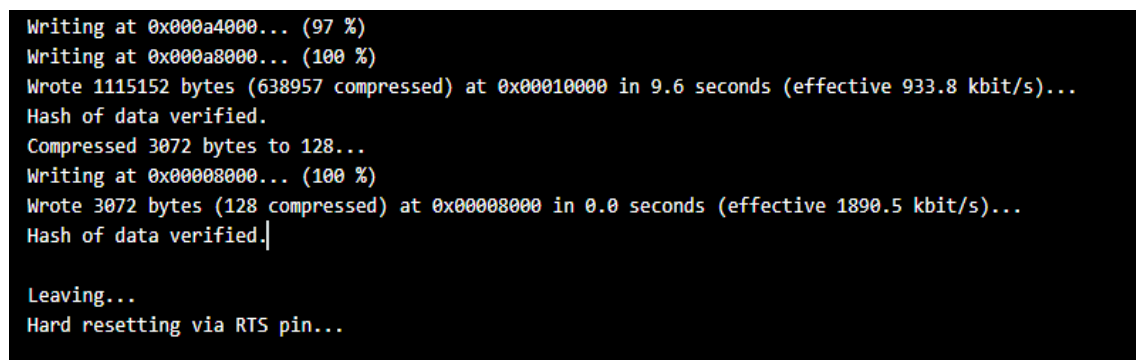 Writing at 0x000a4000... (97 %)
Writing at 0x000a8000... (100 %)
Wrote 1115152 bytes (638957 compressed) at 0x00010000 in 9.6 seconds (effective 933.8 kbit/s)...
Hash of data verified.
Compressed 3072 bytes to 128...
Writing at 0x00008000... (100 %)
Wrote 3072 bytes (128 compressed) at 0x00008000 in 0.0 seconds (effective 1890.5 kbit/s)...
Hash of data verified.
Leaving...
Hard resetting via RTS pin...